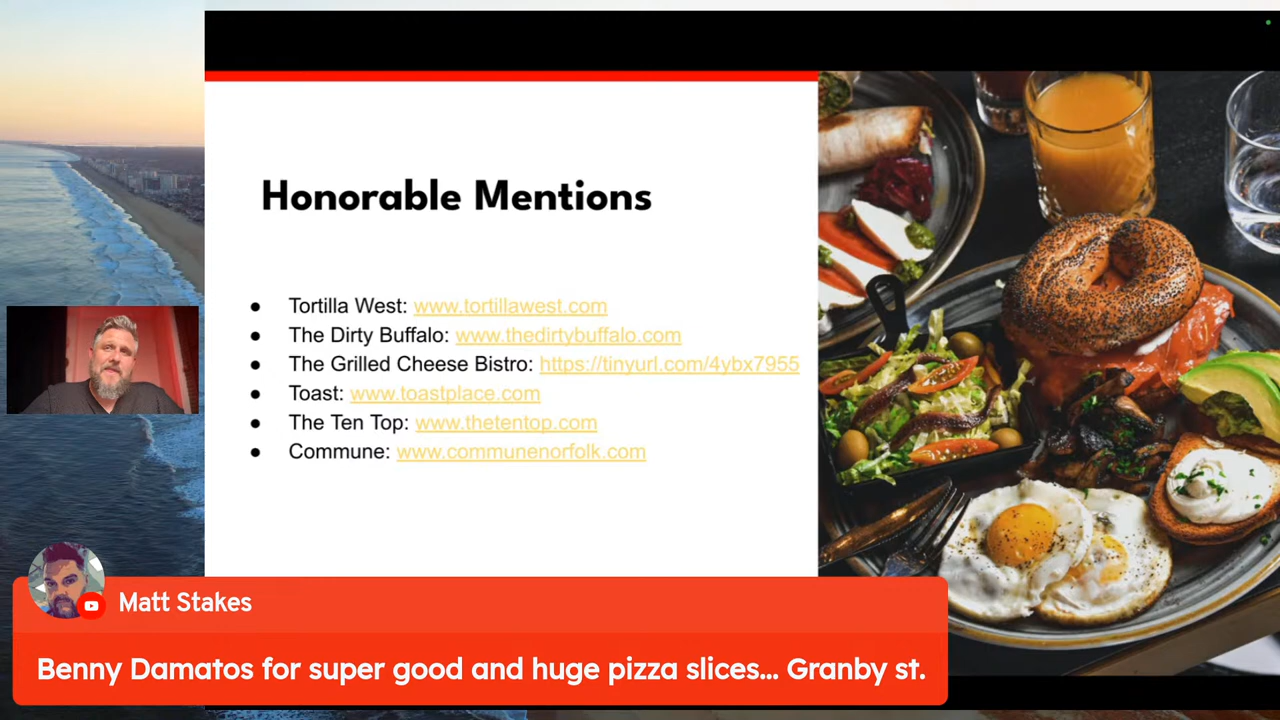 Honorable Mentions
● Tortilla West: www.tortillawest.com
● The Dirty Buffalo: www.thedirtybuffalo.com
● The Grilled Cheese Bistro: https://tinyurl.com/4ybx7955
● Toast: www.toastplace.com
● The Ten Top: www.thetentop.com
● Commune: www.communenorfolk.com
Matt Stakes
Benny Damatos for super good and huge pizza slices... Granby st.